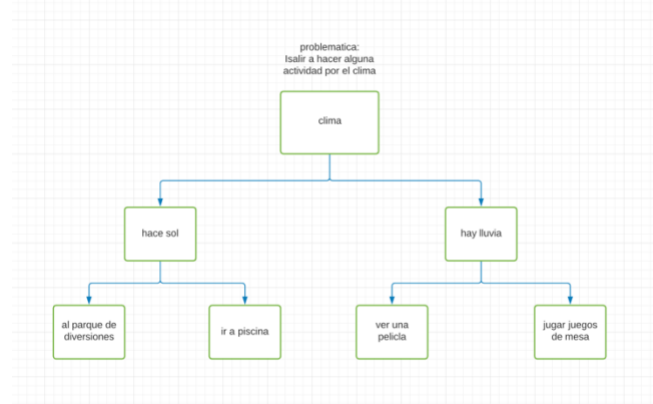 problematica:
Isalir a hacer alguna
actividad por el clima
clima
hace sol
hay lluvia
al parque de
diversiones
ir a piscina
ver una
pelicla
jugar juegos
de mesa